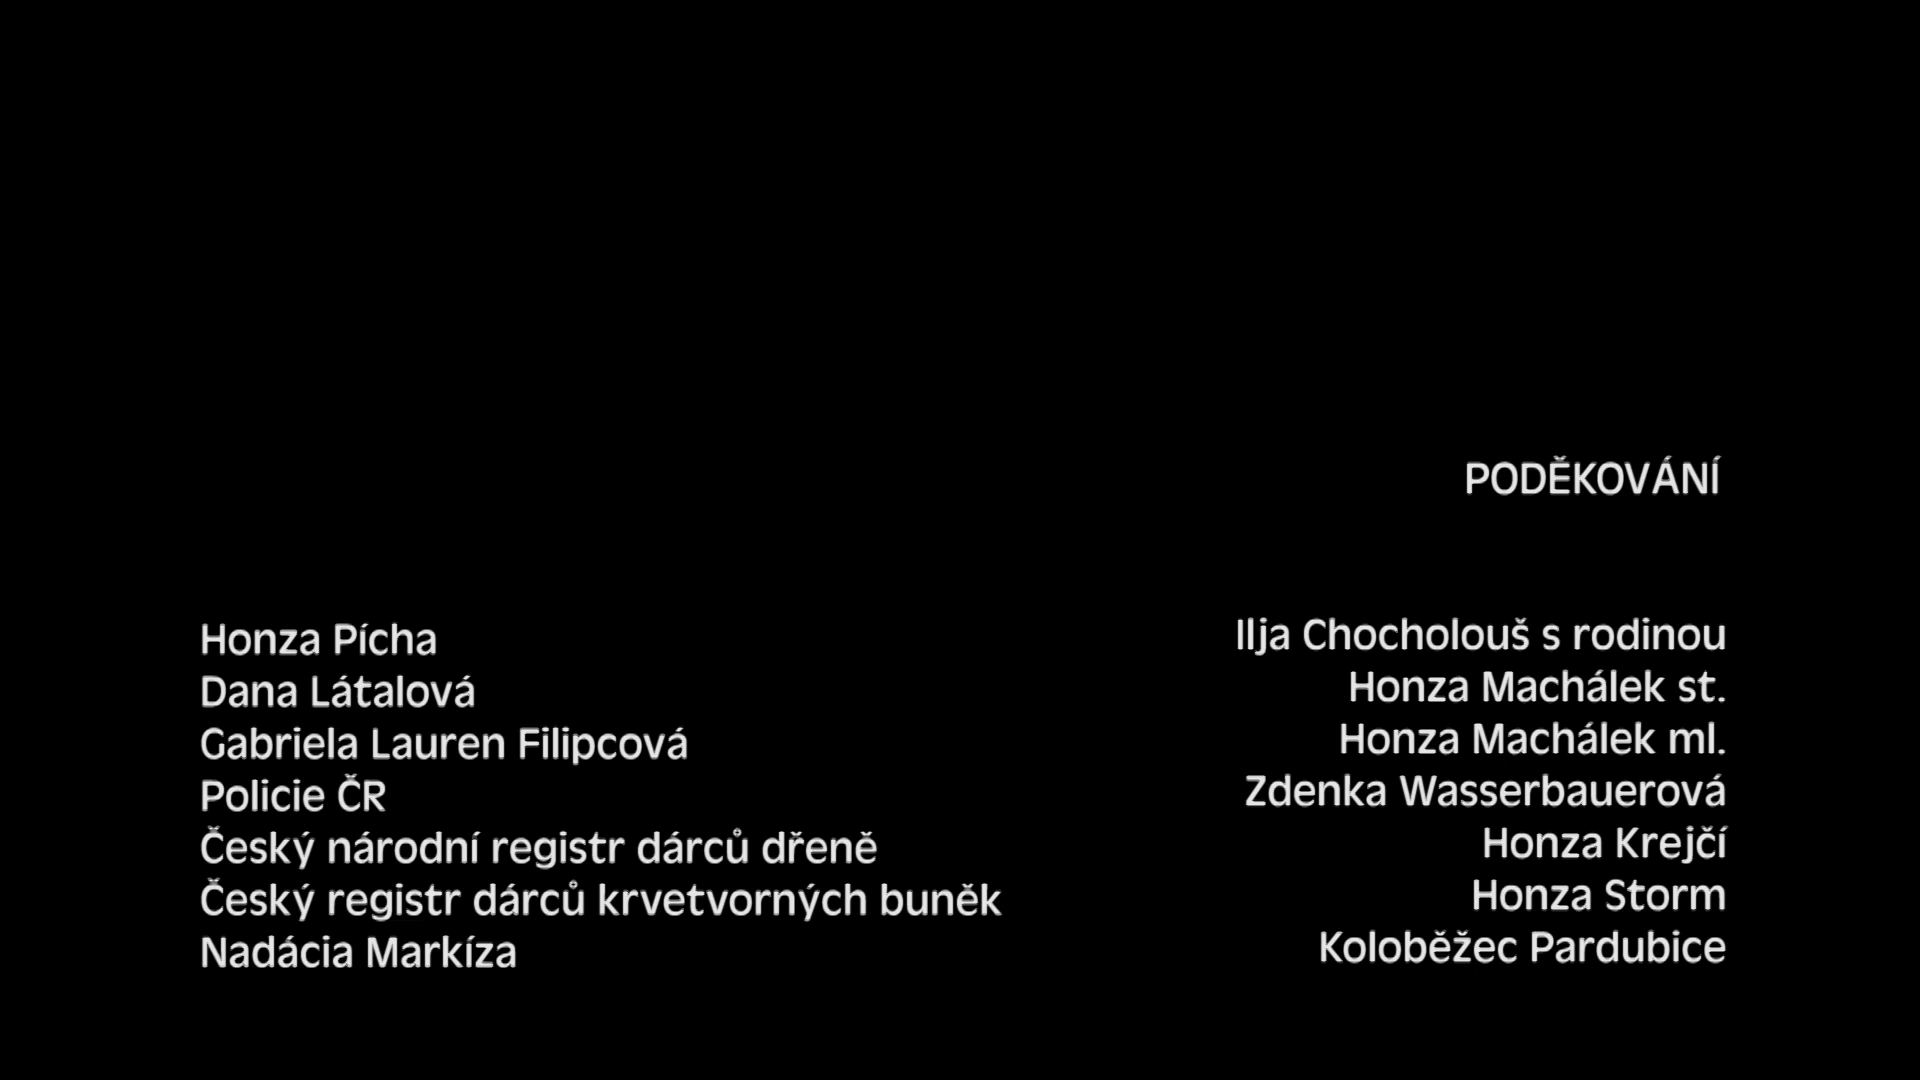 PODĚKOVÁNÍ
Honza Pícha
Dana Látalová
Gabriela Lauren Filipcová
Policie ČR
Český národní registr dárců dřeně
Český registr dárců krvetvorných buněk
Nadácia Markíza
Ilja Chocholouš s rodinou
Honza Machálek st.
Honza Machálek ml.
Zdenka Wasserbauerová
Honza Krejčí
Honza Storm
Koloběžec Pardubice